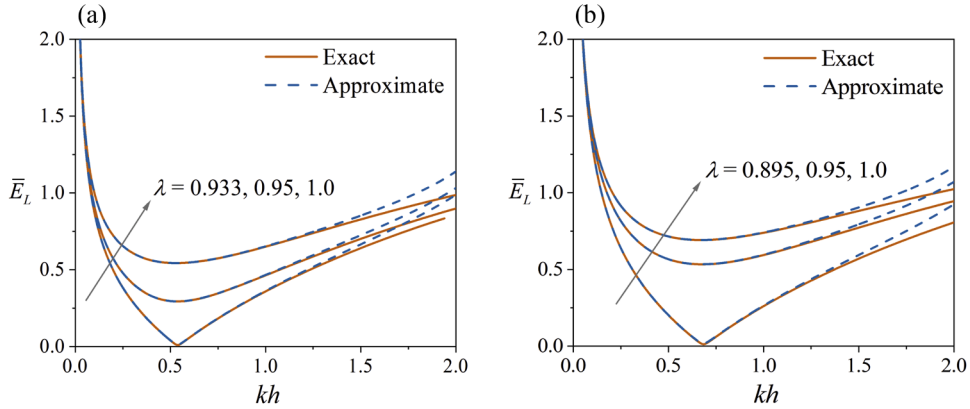 (a)
2.0
1.5
1.0
0.5
0.0
E̅_L
Exact
Approximate
λ = 0.933, 0.95, 1.0
0.0 0.5 1.0 1.5 2.0
kh
(b)
2.0
1.5
1.0
0.5
0.0
E̅_L
Exact
Approximate
λ = 0.895, 0.95, 1.0
0.0 0.5 1.0 1.5 2.0
kh